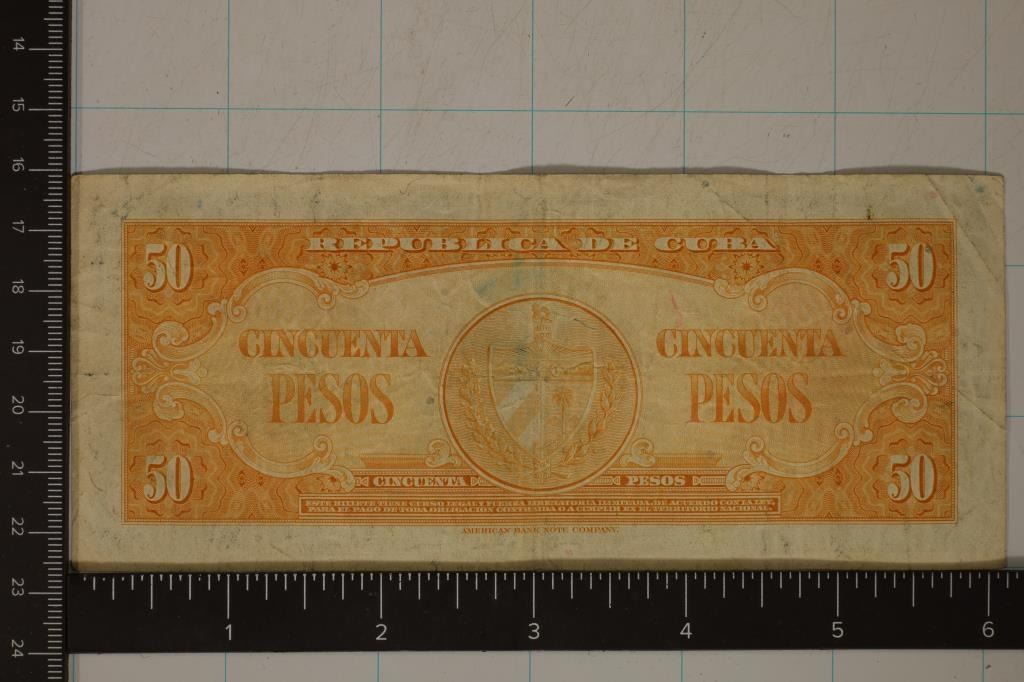 REPUBLICA DE CUBA
50 50
CINCUENTA CINCUENTA
PESOS PESOS
50 50
CINCUENTA PESOS
ESTE BILLETE TIENE CURSO LEGAL Y FUERZA LIBERATORIA ILIMITADA DE ACUERDO CON LA LEY,
PARA EL PAGO DE TODA OBLIGACION CONTRAIDA O A CUMPLIR EN EL TERRITORIO NACIONAL.
AMERICAN BANK NOTE COMPANY.
14
15
16
17
18
19
20
21
22
23
24
1 2 3 4 5 6